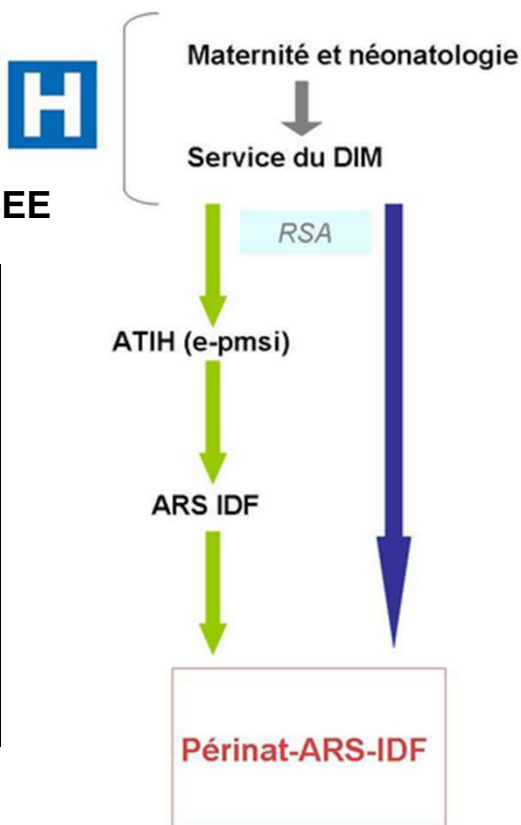 Maternité et néonatologie
H
Service du DIM
EE
RSA
ATIH (e-pmsi)
ARS IDF
Périnat-ARS-IDF